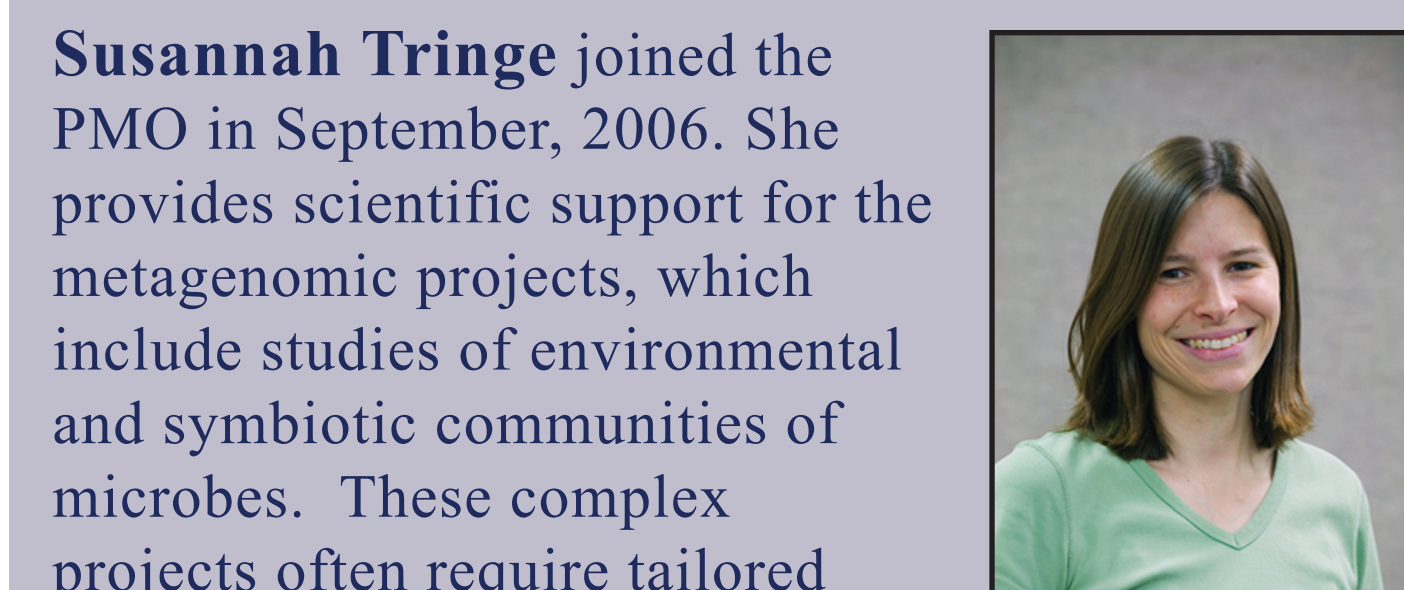 Susannah Tringe joined the
PMO in September, 2006. She
provides scientific support for the
metagenomic projects, which
include studies of environmental
and symbiotic communities of
microbes.  These complex
projects often require tailored